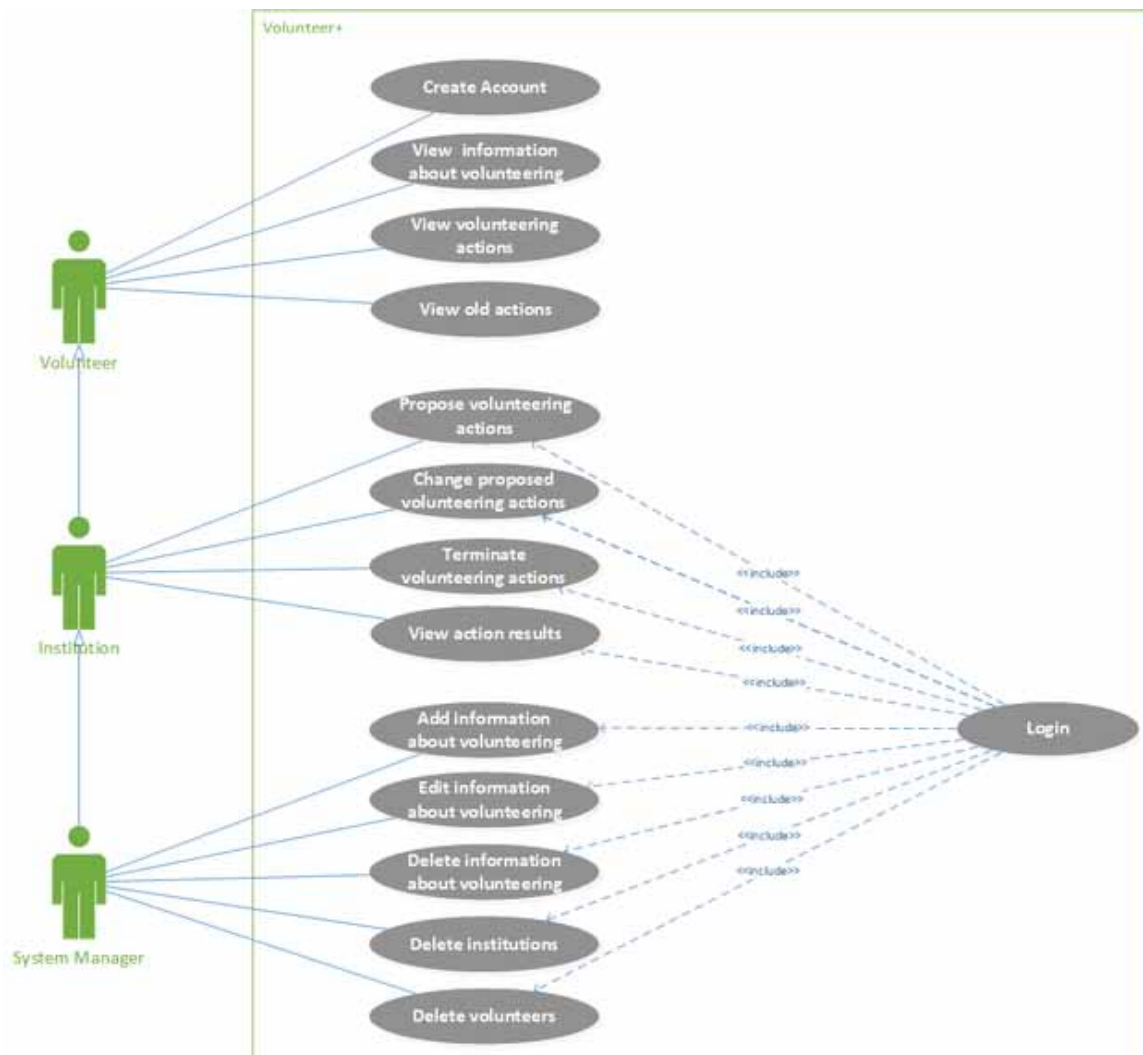 Volunteer+
Create Account
View information
about volunteering
View volunteering
actions
View old actions
Volunteer
Propose volunteering
actions
Change proposed
volunteering actions
Terminate
volunteering actions
View action results
Institution
<<include>>
<<include>>
<<include>>
<<include>>
Add information
about volunteering
<<include>>
Login
Edit information
about volunteering
<<include>>
Delete information
about volunteering
<<include>>
<<include>>
<<include>>
Delete institutions
System Manager
Delete volunteers